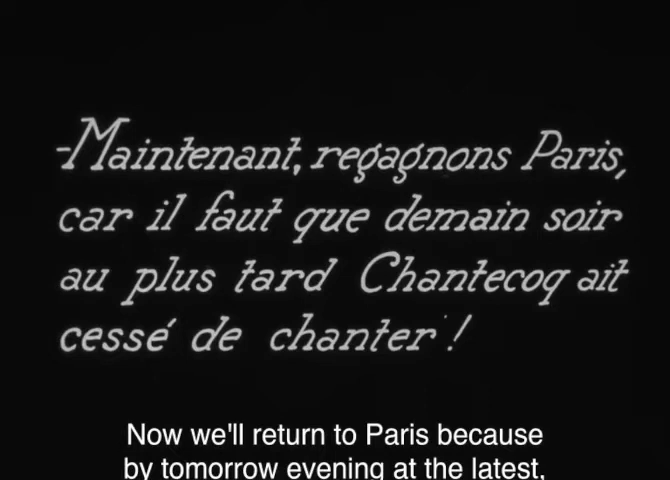 -Maintenant, regagnons Paris,
car il faut que demain soir
au plus tard Chantecoq ait
cessé de chanter !
Now we'll return to Paris because
by tomorrow evening at the latest,